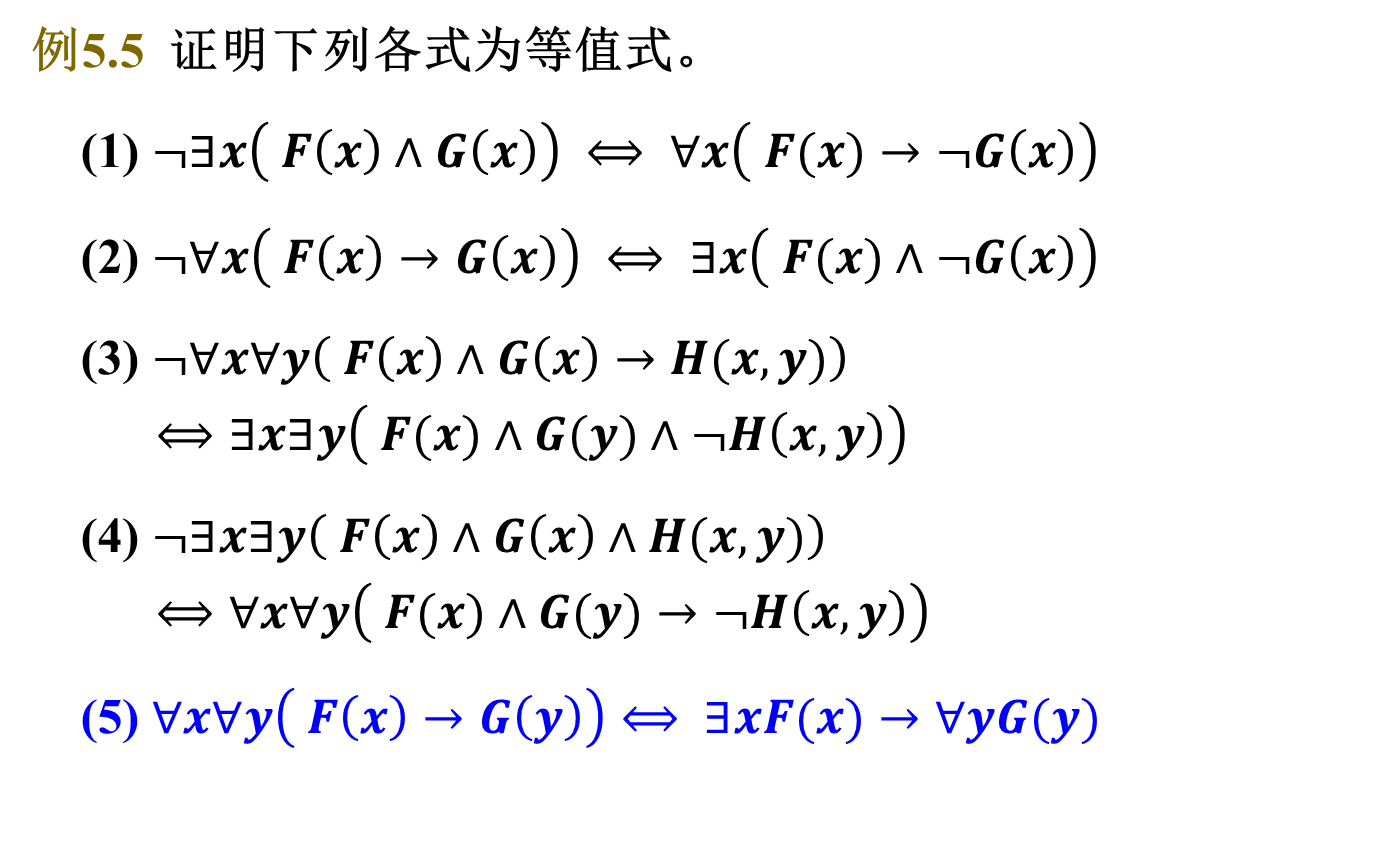 例5.5 证明下列各式为等值式。
(1) ¬∃x( F(x) ∧ G(x)) ⟺ ∀x( F(x) → ¬G(x))
(2) ¬∀x( F(x) → G(x)) ⟺ ∃x( F(x) ∧ ¬G(x))
(3) ¬∀x∀y( F(x) ∧ G(x) → H(x, y))
⟺ ∃x∃y( F(x) ∧ G(y) ∧ ¬H(x, y))
(4) ¬∃x∃y( F(x) ∧ G(x) ∧ H(x, y))
⟺ ∀x∀y( F(x) ∧ G(y) → ¬H(x, y))
(5) ∀x∀y( F(x) → G(y)) ⟺ ∃xF(x) → ∀yG(y)